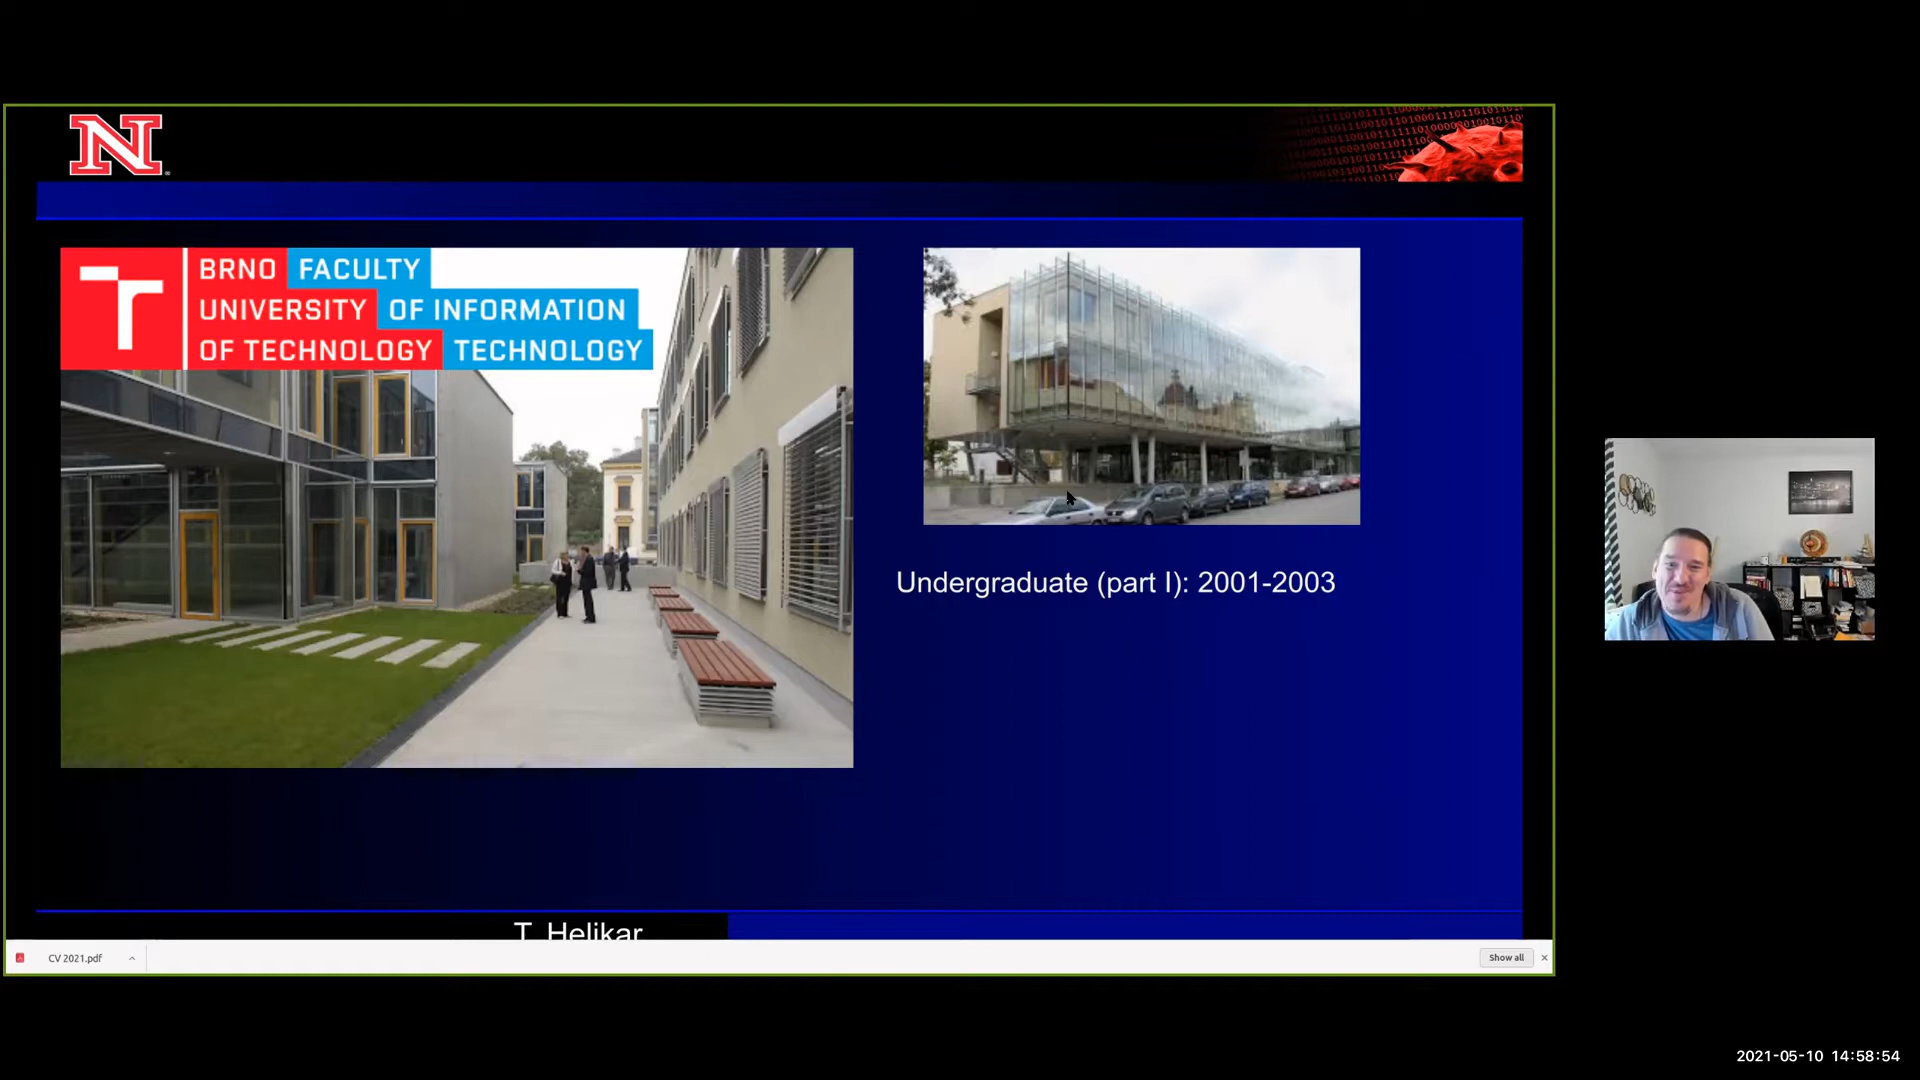 N
BRNO FACULTY
UNIVERSITY OF INFORMATION
OF TECHNOLOGY TECHNOLOGY
Undergraduate (part I): 2001-2003
T. Helikar
CV 2021.pdf
Show all
2021-05-10 14:58:54